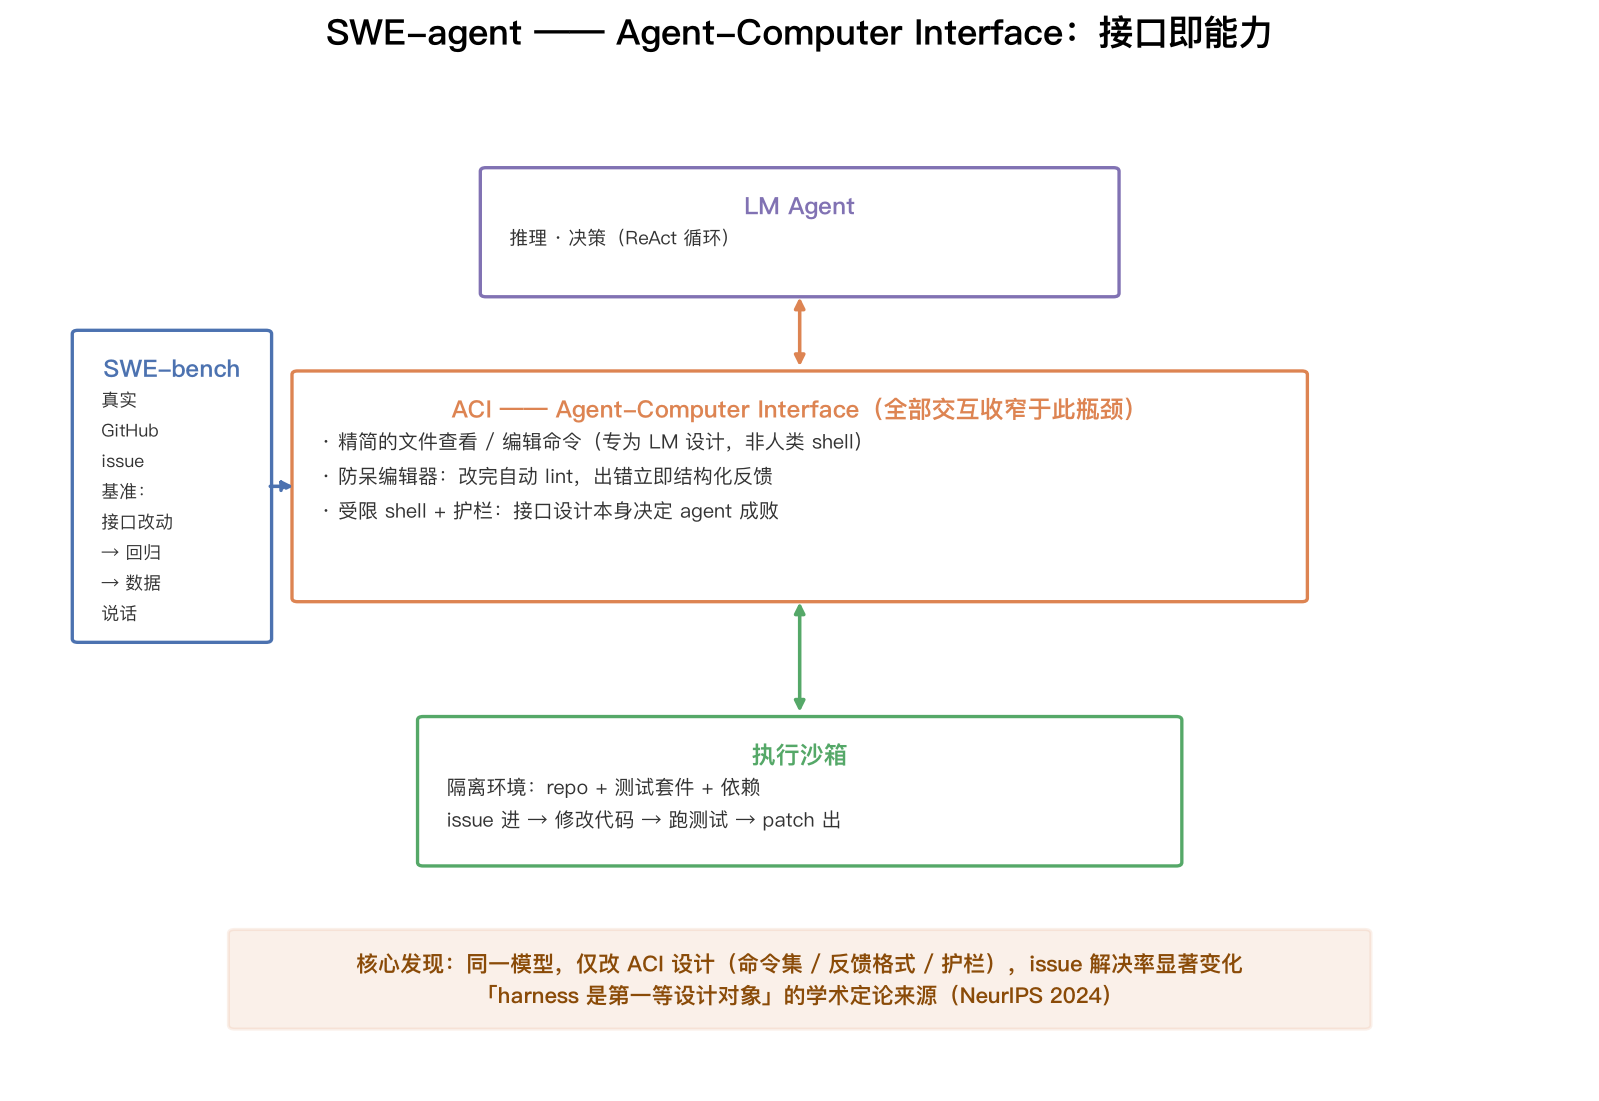 SWE-agent —— Agent-Computer Interface：接口即能力
LM Agent
推理 · 决策（ReAct 循环）
SWE-bench
真实
GitHub
issue
基准：
接口改动
→ 回归
→ 数据
说话
ACI —— Agent-Computer Interface（全部交互收窄于此瓶颈）
· 精简的文件查看 / 编辑命令（专为 LM 设计，非人类 shell）
· 防呆编辑器：改完自动 lint，出错立即结构化反馈
· 受限 shell + 护栏：接口设计本身决定 agent 成败
执行沙箱
隔离环境：repo + 测试套件 + 依赖
issue 进 → 修改代码 → 跑测试 → patch 出
核心发现：同一模型，仅改 ACI 设计（命令集 / 反馈格式 / 护栏），issue 解决率显著变化
「harness 是第一等设计对象」的学术定论来源（NeurIPS 2024）